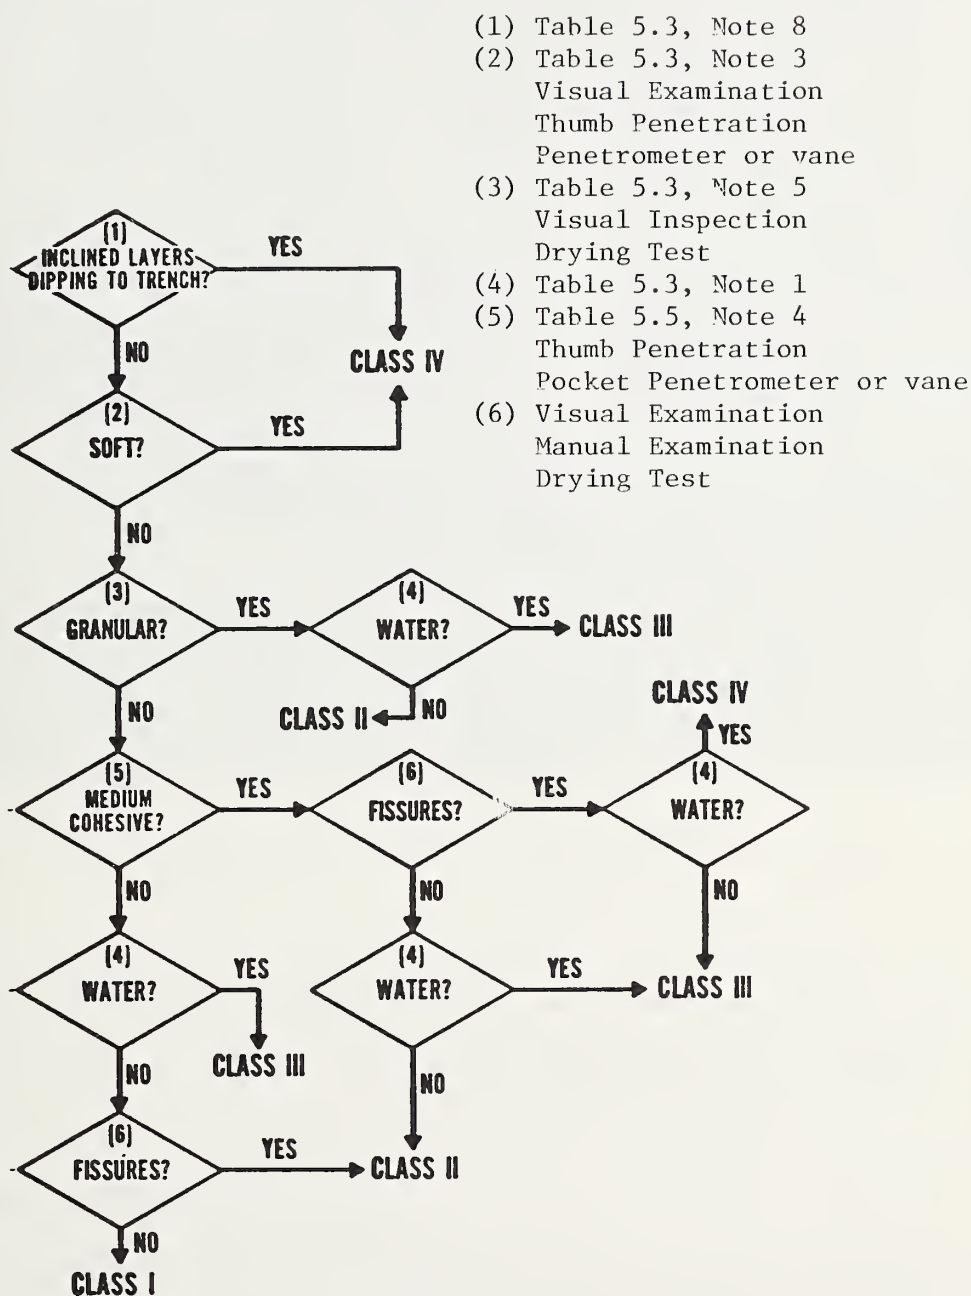 (1) Table 5.3, Note 8
(2) Table 5.3, Note 3
Visual Examination
Thumb Penetration
Penetrometer or vane
(3) Table 5.3, Note 5
Visual Inspection
Drying Test
(4) Table 5.3, Note 1
(5) Table 5.5, Note 4
Thumb Penetration
Pocket Penetrometer or vane
(6) Visual Examination
Manual Examination
Drying Test
(1)
INCLINED LAYERS
DIPPING TO TRENCH?
YES
NO
CLASS IV
(2)
SOFT?
YES
NO
(3)
GRANULAR?
YES
(4)
WATER?
YES
CLASS III
NO
CLASS II
NO
CLASS IV
YES
(5)
MEDIUM
COHESIVE?
YES
(6)
FISSURES?
YES
(4)
WATER?
NO
NO
NO
(4)
WATER?
YES
CLASS III
(4)
WATER?
YES
CLASS III
NO
NO
(6)
FISSURES?
YES
CLASS II
NO
CLASS I